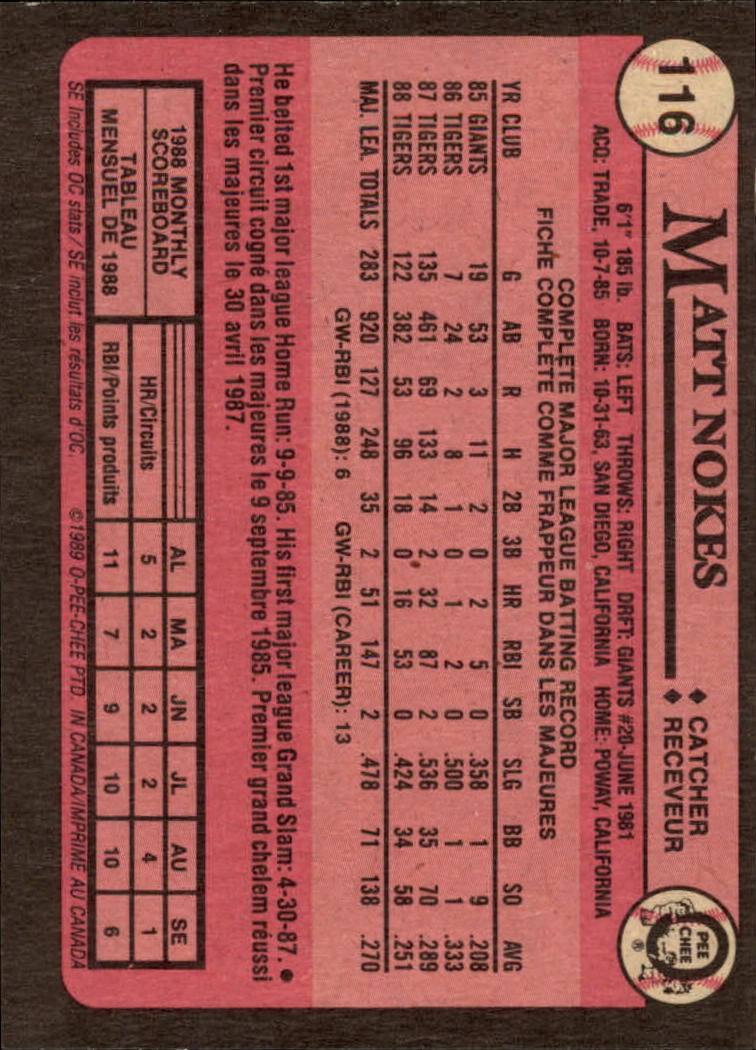 116
MATT NOKES
♦ CATCHER
♦ RECEVEUR
O PEE CHEE ®
6'1" 185 lb. BATS: LEFT THROWS: RIGHT DRFT: GIANTS #20-JUNE 1981
ACQ: TRADE, 10-7-85 BORN: 10-31-63, SAN DIEGO, CALIFORNIA HOME: POWAY, CALIFORNIA
COMPLETE MAJOR LEAGUE BATTING RECORD
FICHE COMPLETE COMME FRAPPEUR DANS LES MAJEURES
YR CLUB G AB R H 2B 3B HR RBI SB SLG BB SO AVG
85 GIANTS 19 53 3 11 2 0 2 5 0 .358 1 9 .208
86 TIGERS 7 24 2 8 1 0 1 2 0 .500 1 1 .333
87 TIGERS 135 461 69 133 14 2 32 87 2 .536 35 70 .289
88 TIGERS 122 382 53 96 18 0 16 53 0 .424 34 58 .251
MAJ. LEA. TOTALS 283 920 127 248 35 2 51 147 2 .478 71 138 .270
GW-RBI (1988): 6 GW-RBI (CAREER): 13
He belted 1st major league Home Run: 9-9-85. His first major league Grand Slam: 4-30-87. ●
Premier circuit cogné dans les majeures le 9 septembre 1985. Premier grand chelem réussi
dans les majeures le 30 avril 1987.
1988 MONTHLY
SCOREBOARD
TABLEAU
MENSUEL DE 1988
AL MA JN JL AU SE
HR/Circuits 5 2 2 2 4 1
RBI/Points produits 11 7 9 10 10 6
SE Includes OC stats / SE inclut les résultats d'OC. ©1989 O-PEE-CHEE PTD. IN CANADA/IMPRIMÉ AU CANADA